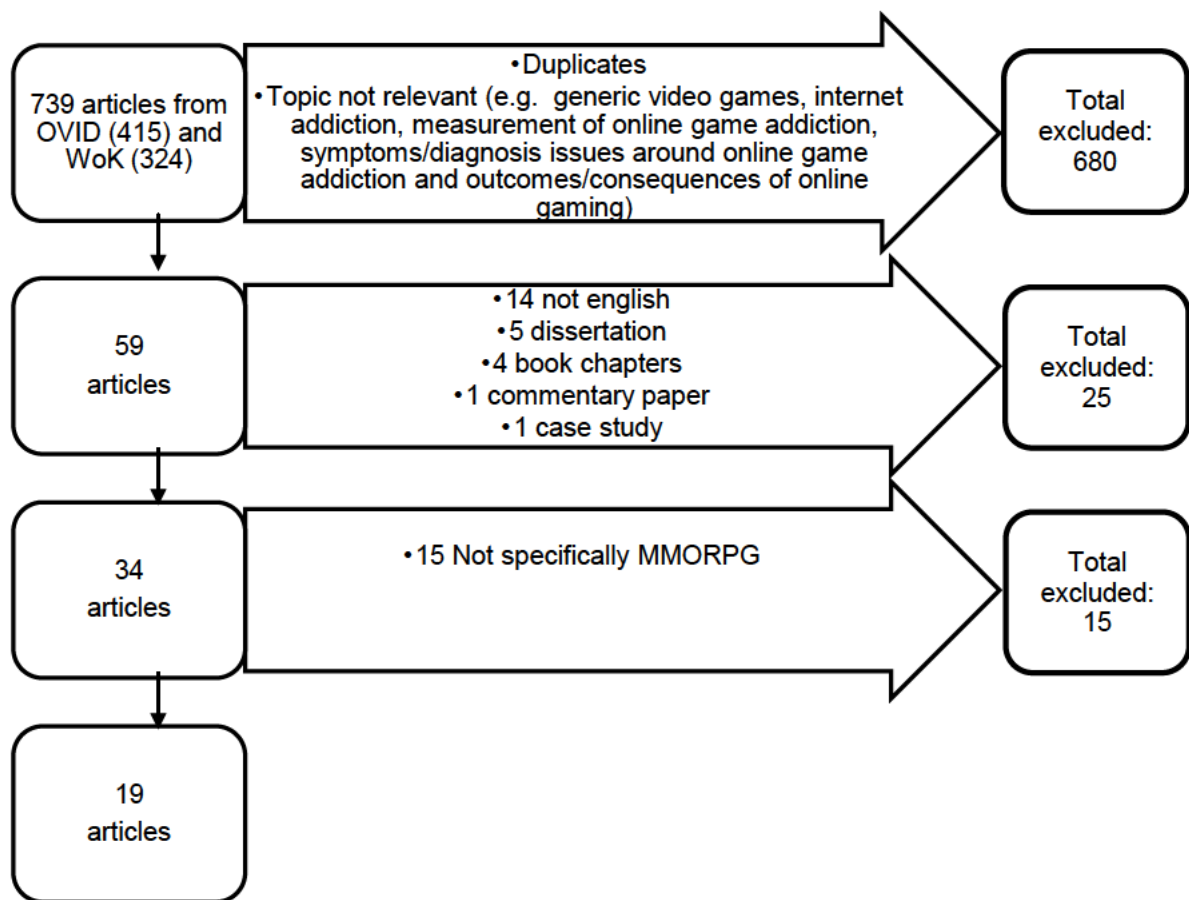 739 articles from
OVID (415) and
WoK (324)
•Duplicates
•Topic not relevant (e.g. generic video games, internet
addiction, measurement of online game addiction,
symptoms/diagnosis issues around online game
addiction and outcomes/consequences of online
gaming)
Total
excluded:
680
59
articles
•14 not english
•5 dissertation
•4 book chapters
•1 commentary paper
•1 case study
Total
excluded:
25
34
articles
•15 Not specifically MMORPG
Total
excluded:
15
19
articles